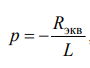 p = − R_экв / L ,